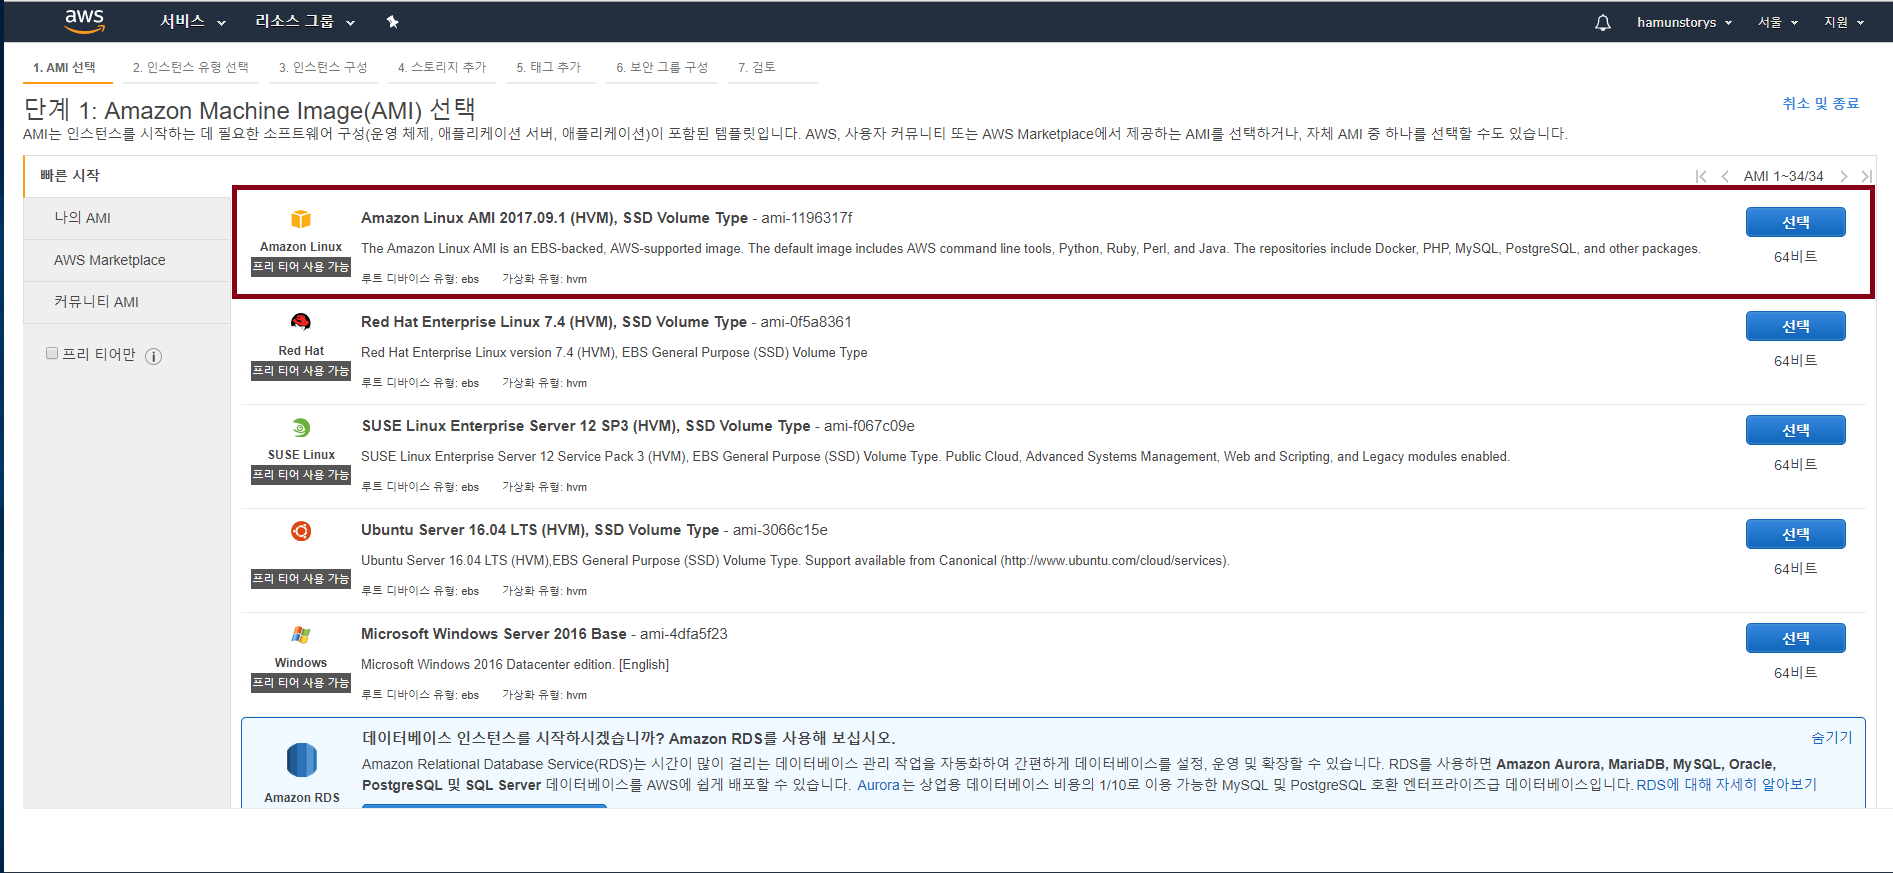 aws 서비스 리소스 그룹 hamunstorys 서울 지원
1. AMI 선택 2. 인스턴스 유형 선택 3. 인스턴스 구성 4. 스토리지 추가 5. 태그 추가 6. 보안 그룹 구성 7. 검토
단계 1: Amazon Machine Image(AMI) 선택
취소 및 종료
AMI는 인스턴스를 시작하는 데 필요한 소프트웨어 구성(운영 체제, 애플리케이션 서버, 애플리케이션)이 포함된 템플릿입니다. AWS, 사용자 커뮤니티 또는 AWS Marketplace에서 제공하는 AMI를 선택하거나, 자체 AMI 중 하나를 선택할 수도 있습니다.
빠른 시작
나의 AMI
AWS Marketplace
커뮤니티 AMI
프리 티어만
AMI 1~34/34
Amazon Linux AMI 2017.09.1 (HVM), SSD Volume Type - ami-1196317f
선택
Amazon Linux
The Amazon Linux AMI is an EBS-backed, AWS-supported image. The default image includes AWS command line tools, Python, Ruby, Perl, and Java. The repositories include Docker, PHP, MySQL, PostgreSQL, and other packages.
64비트
프리 티어 사용 가능
루트 디바이스 유형: ebs 가상화 유형: hvm
Red Hat Enterprise Linux 7.4 (HVM), SSD Volume Type - ami-0f5a8361
선택
Red Hat
Red Hat Enterprise Linux version 7.4 (HVM), EBS General Purpose (SSD) Volume Type
64비트
프리 티어 사용 가능
루트 디바이스 유형: ebs 가상화 유형: hvm
SUSE Linux Enterprise Server 12 SP3 (HVM), SSD Volume Type - ami-f067c09e
선택
SUSE Linux
SUSE Linux Enterprise Server 12 Service Pack 3 (HVM), EBS General Purpose (SSD) Volume Type. Public Cloud, Advanced Systems Management, Web and Scripting, and Legacy modules enabled.
64비트
프리 티어 사용 가능
루트 디바이스 유형: ebs 가상화 유형: hvm
Ubuntu Server 16.04 LTS (HVM), SSD Volume Type - ami-3066c15e
선택
Ubuntu Server 16.04 LTS (HVM),EBS General Purpose (SSD) Volume Type. Support available from Canonical (http://www.ubuntu.com/cloud/services).
64비트
프리 티어 사용 가능
루트 디바이스 유형: ebs 가상화 유형: hvm
Microsoft Windows Server 2016 Base - ami-4dfa5f23
선택
Windows
Microsoft Windows 2016 Datacenter edition. [English]
64비트
프리 티어 사용 가능
루트 디바이스 유형: ebs 가상화 유형: hvm
데이터베이스 인스턴스를 시작하시겠습니까? Amazon RDS를 사용해 보십시오.
숨기기
Amazon Relational Database Service(RDS)는 시간이 많이 걸리는 데이터베이스 관리 작업을 자동화하여 간편하게 데이터베이스를 설정, 운영 및 확장할 수 있습니다. RDS를 사용하면 Amazon Aurora, MariaDB, MySQL, Oracle,
PostgreSQL 및 SQL Server 데이터베이스를 AWS에 쉽게 배포할 수 있습니다. Aurora는 상업용 데이터베이스 비용의 1/10로 이용 가능한 MySQL 및 PostgreSQL 호환 엔터프라이즈급 데이터베이스입니다. RDS에 대해 자세히 알아보기
Amazon RDS